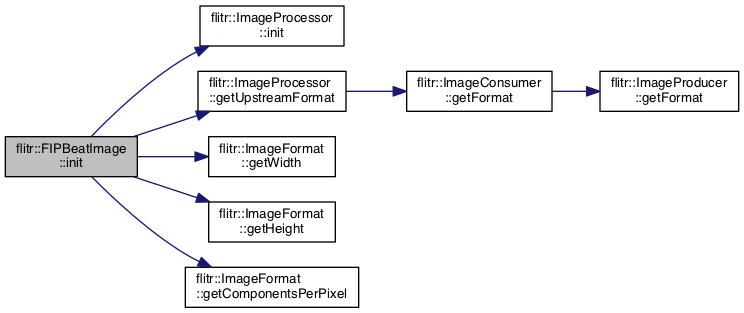 flitr::ImageProcessor
::init
flitr::ImageProcessor
::getUpstreamFormat
flitr::ImageConsumer
::getFormat
flitr::ImageProducer
::getFormat
flitr::FIPBeatImage
::init
flitr::ImageFormat
::getWidth
flitr::ImageFormat
::getHeight
flitr::ImageFormat
::getComponentsPerPixel